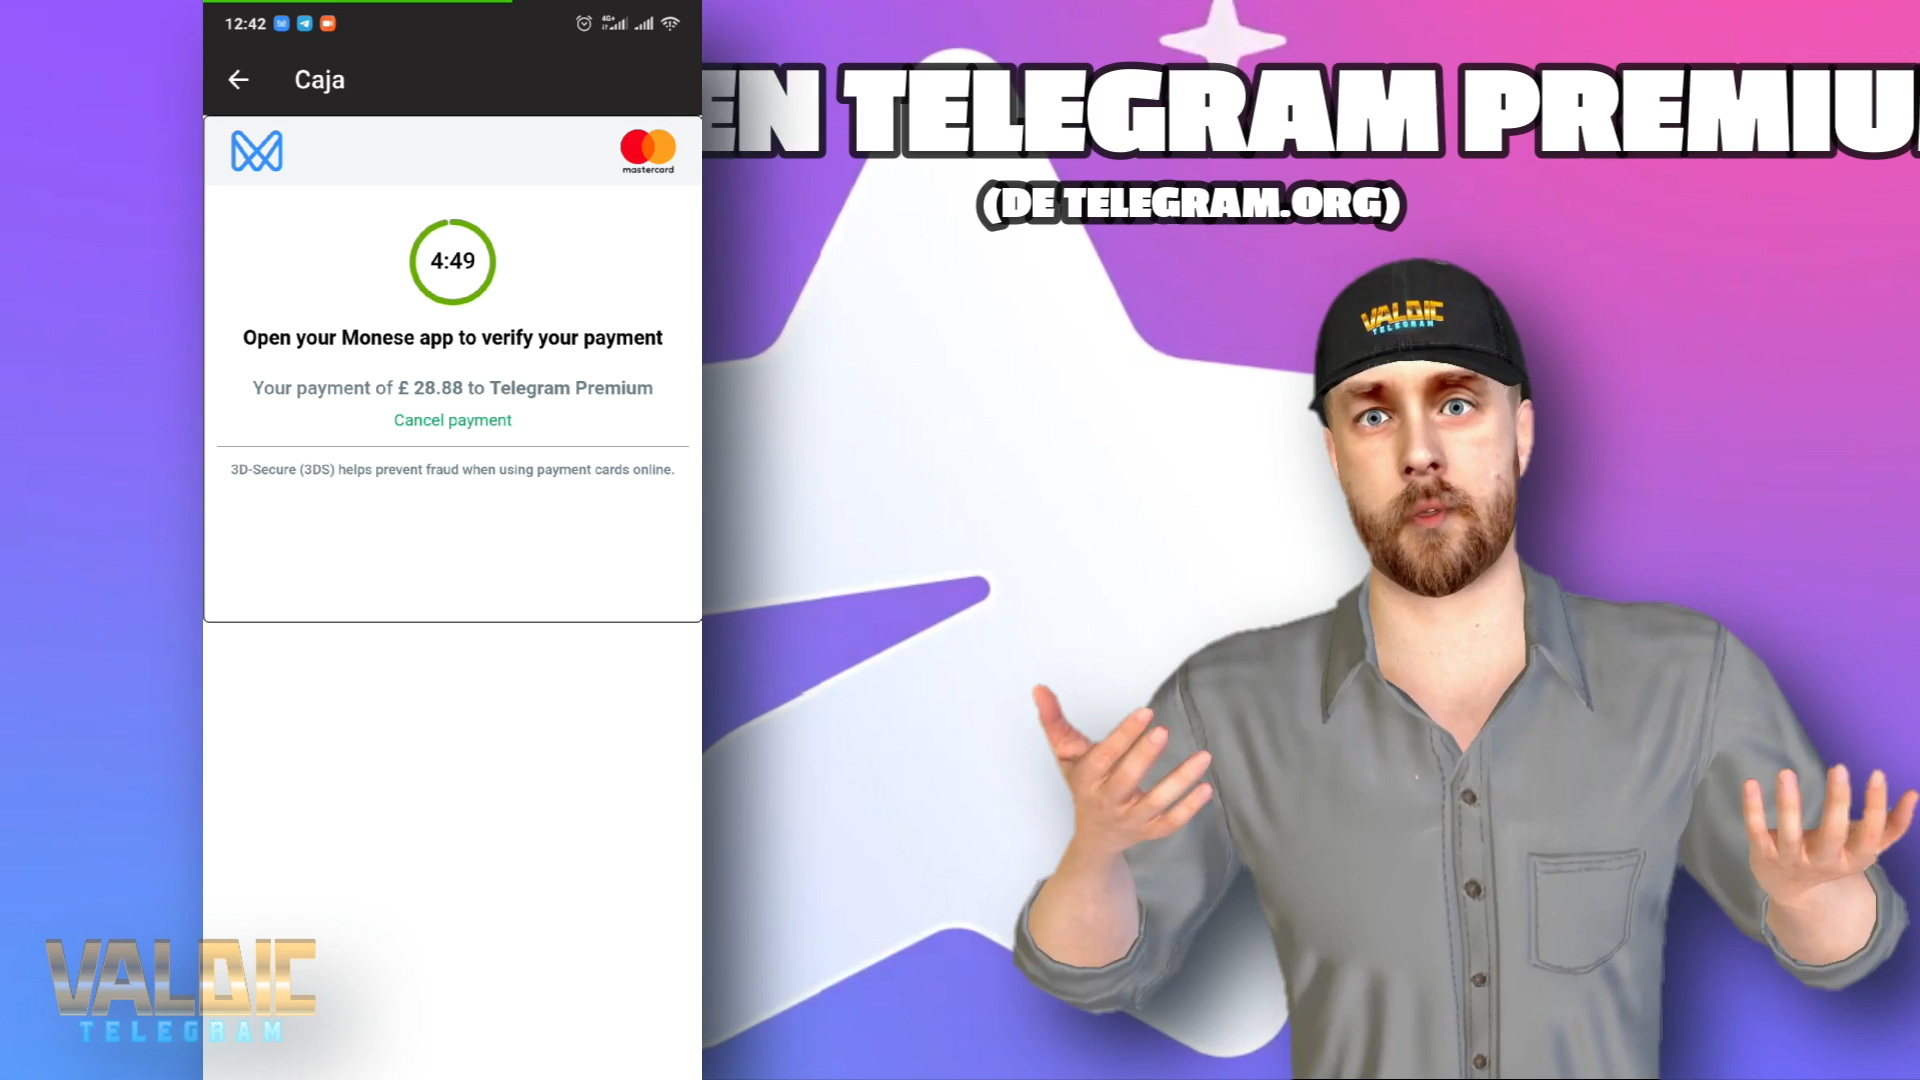 12:42
4G+
Caja
mastercard
4:49
Open your Monese app to verify your payment
Your payment of £ 28.88 to Telegram Premium
Cancel payment
3D-Secure (3DS) helps prevent fraud when using payment cards online.
EN TELEGRAM PREMIU
(DE TELEGRAM.ORG)
VALDIC
TELEGRAM
VALDIC
TELEGRAM